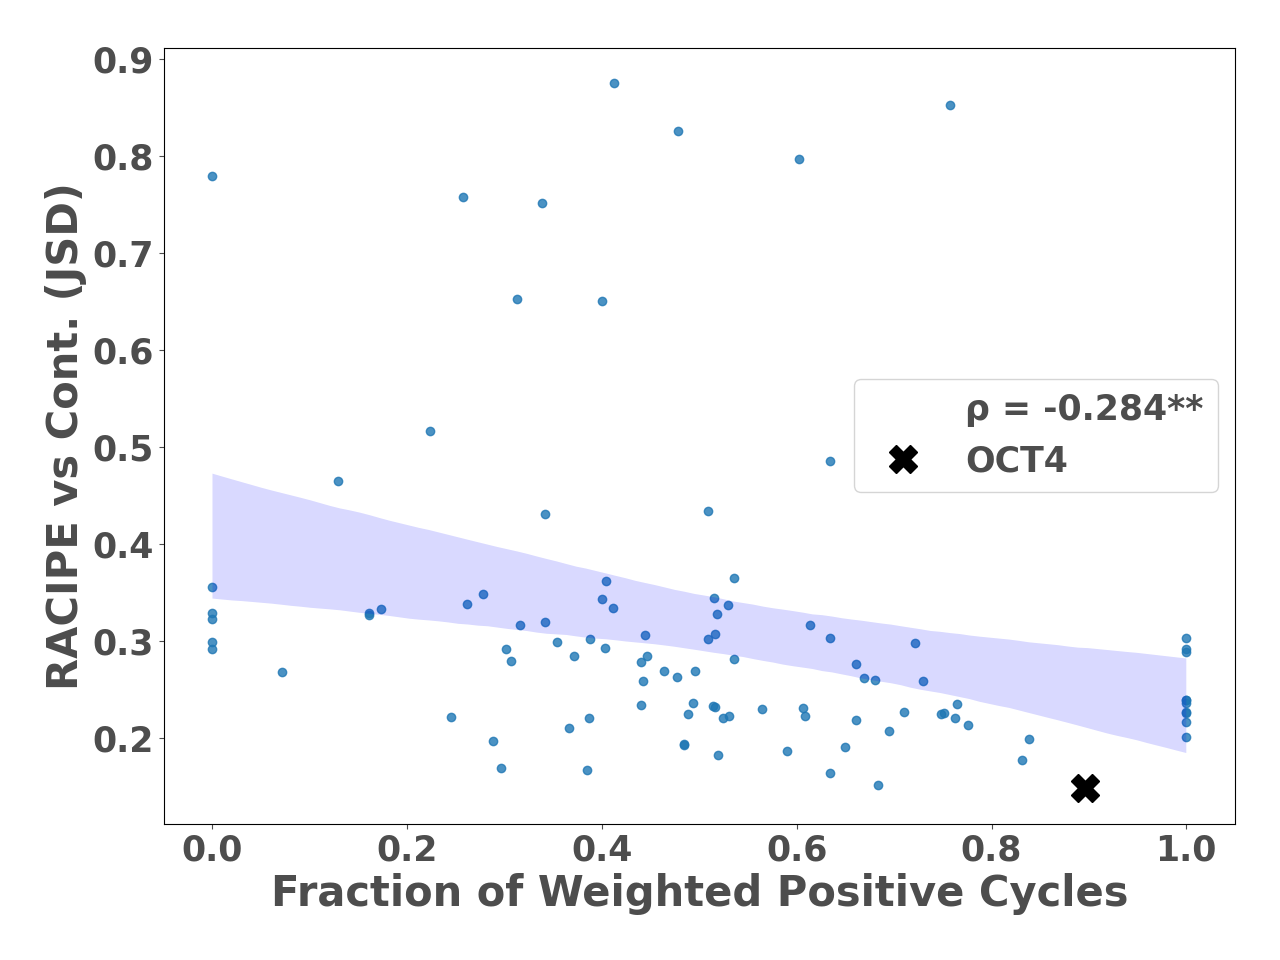 RACIPE vs Cont. (JSD)
0.9
0.8
0.7
0.6
0.5
0.4
0.3
0.2
ρ = -0.284**
OCT4
0.0 0.2 0.4 0.6 0.8 1.0
Fraction of Weighted Positive Cycles